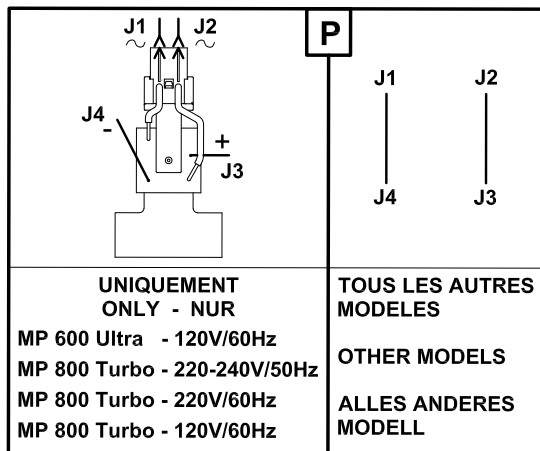 J1 J2
~ ~
J4
-
+
J3
P
J1 J2
J4 J3
UNIQUEMENT
ONLY - NUR
MP 600 Ultra - 120V/60Hz
MP 800 Turbo - 220-240V/50Hz
MP 800 Turbo - 220V/60Hz
MP 800 Turbo - 120V/60Hz
TOUS LES AUTRES
MODELES
OTHER MODELS
ALLES ANDERES
MODELL